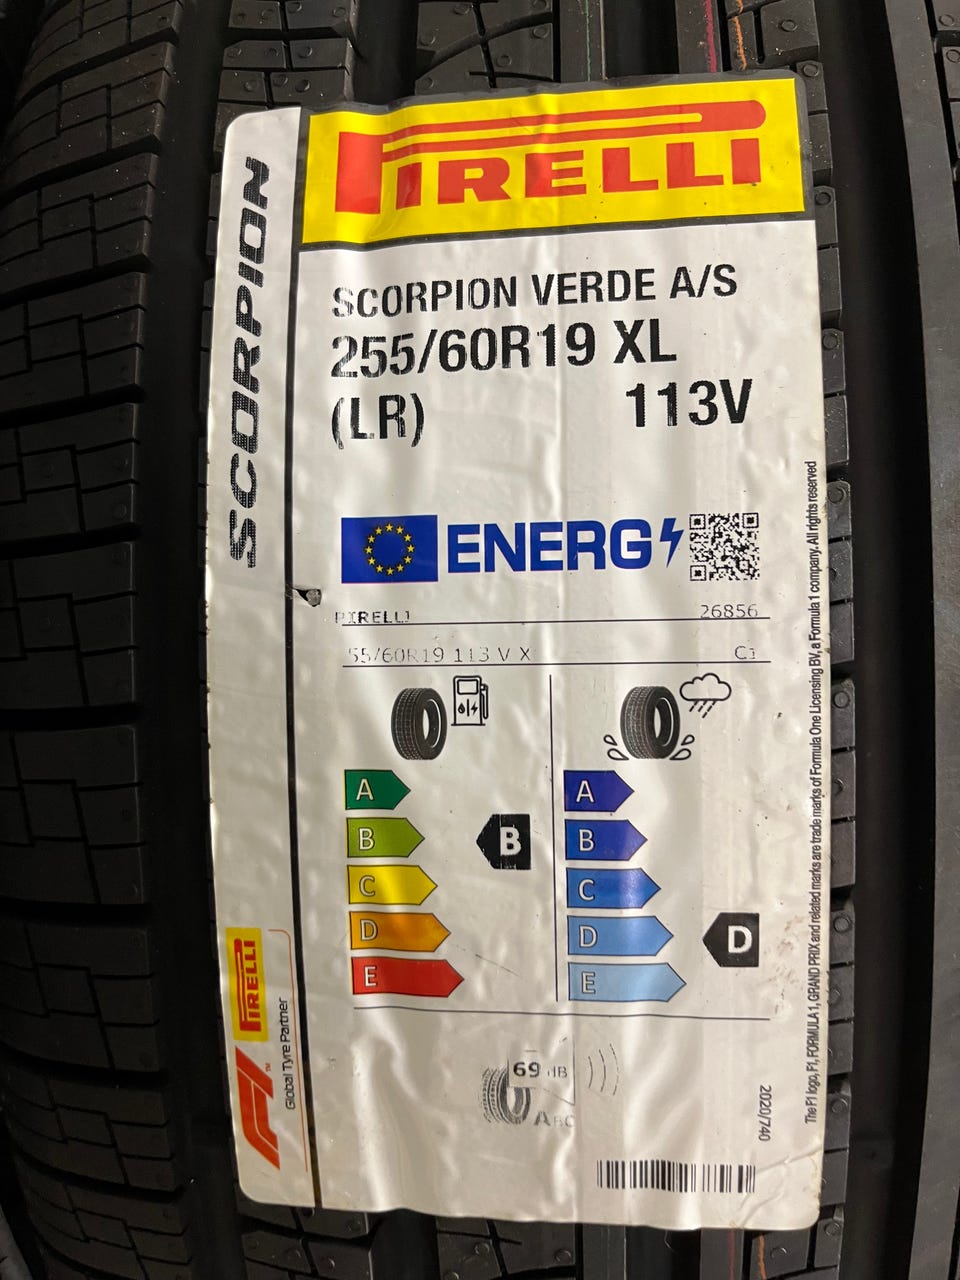 PIRELLI
SCORPION
SCORPION VERDE A/S
255/60R19 XL
(LR) 113V
ENERG
PIRELLI 26856
55/60R19 113 V X C1
A
B
C
D
E
B
A
B
C
D
E
D
69 dB
ABC
2020/740
The F1 logo, F1, FORMULA 1, GRAND PRIX and related marks are trade marks of Formula One Licensing BV, a Formula 1 company. All rights reserved
PIRELLI
F1™
Global Tyre Partner